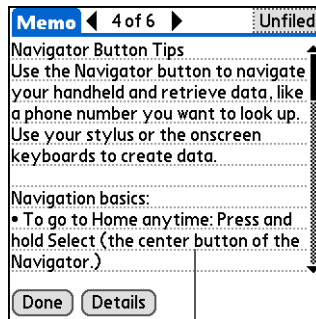 Memo 4 of 6 Unfiled
Navigator Button Tips
Use the Navigator button to navigate
your handheld and retrieve data, like
a phone number you want to look up.
Use your stylus or the onscreen
keyboards to create data.
Navigation basics:
• To go to Home anytime: Press and
hold Select (the center button of the
Navigator.)
Done Details